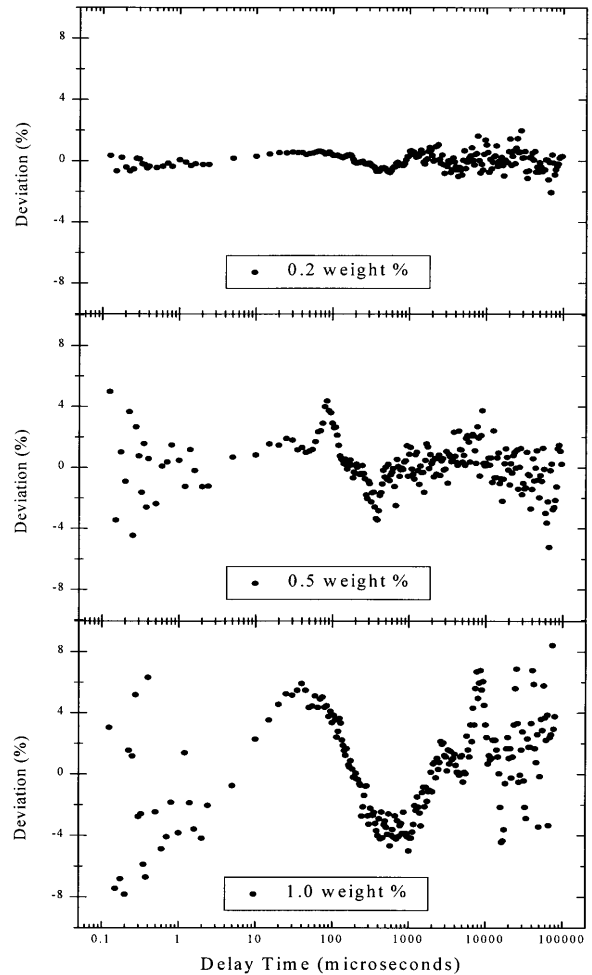 8
4
Deviation (%)
0
-4
-8
0.2 weight %
8
4
Deviation (%)
0
-4
-8
0.5 weight %
8
4
Deviation (%)
0
-4
-8
1.0 weight %
0.1 1 10 100 1000 10000 100000
Delay Time (microseconds)